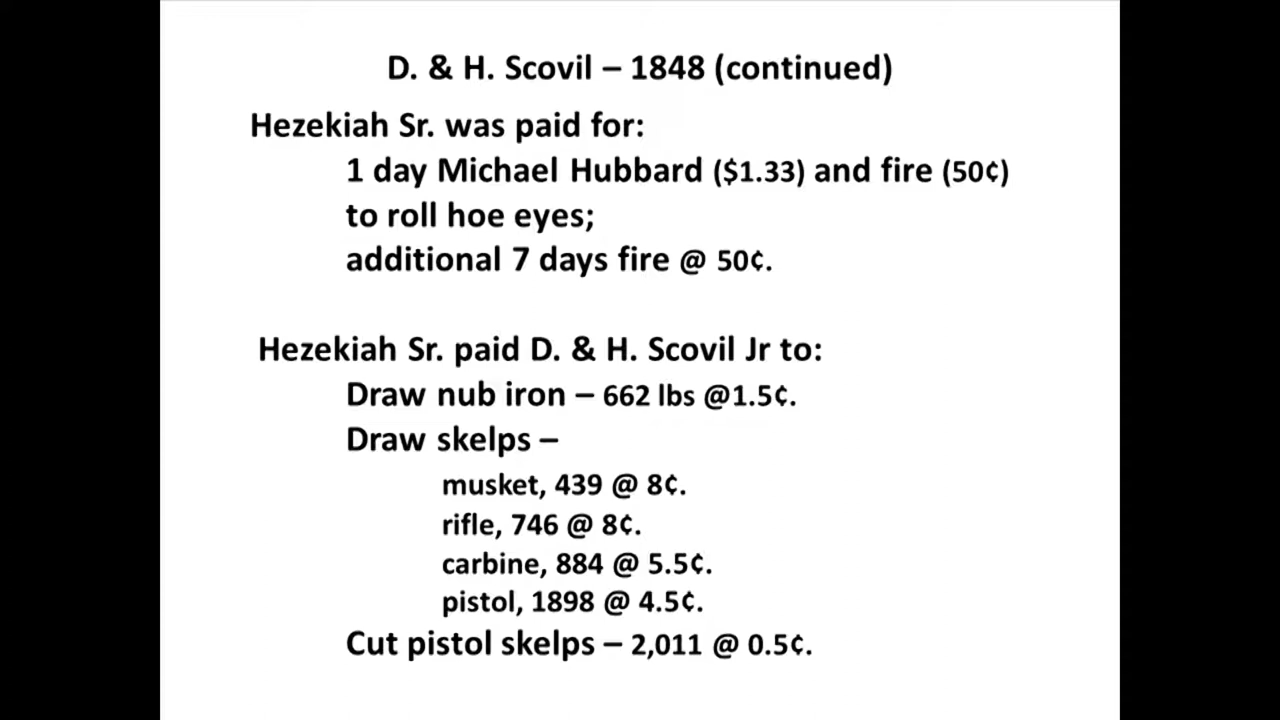 D. & H. Scovil – 1848 (continued)
Hezekiah Sr. was paid for:
1 day Michael Hubbard ($1.33) and fire (50¢)
to roll hoe eyes;
additional 7 days fire @ 50¢.
Hezekiah Sr. paid D. & H. Scovil Jr to:
Draw nub iron – 662 lbs @1.5¢.
Draw skelps –
musket, 439 @ 8¢.
rifle, 746 @ 8¢.
carbine, 884 @ 5.5¢.
pistol, 1898 @ 4.5¢.
Cut pistol skelps – 2,011 @ 0.5¢.